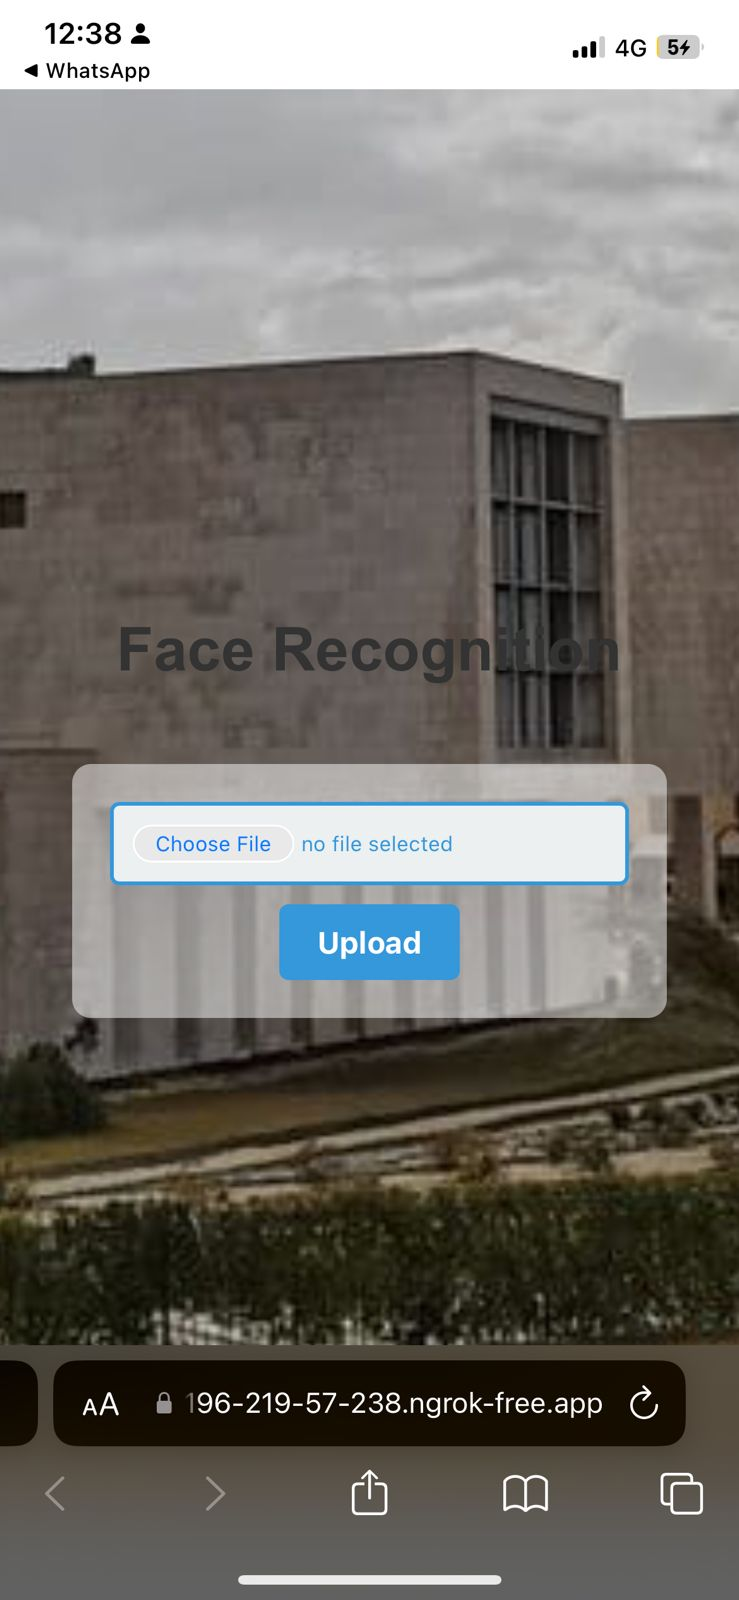 12:38
4G 5
◀ WhatsApp
Face Recognition
Choose File no file selected
Upload
AA 196-219-57-238.ngrok-free.app